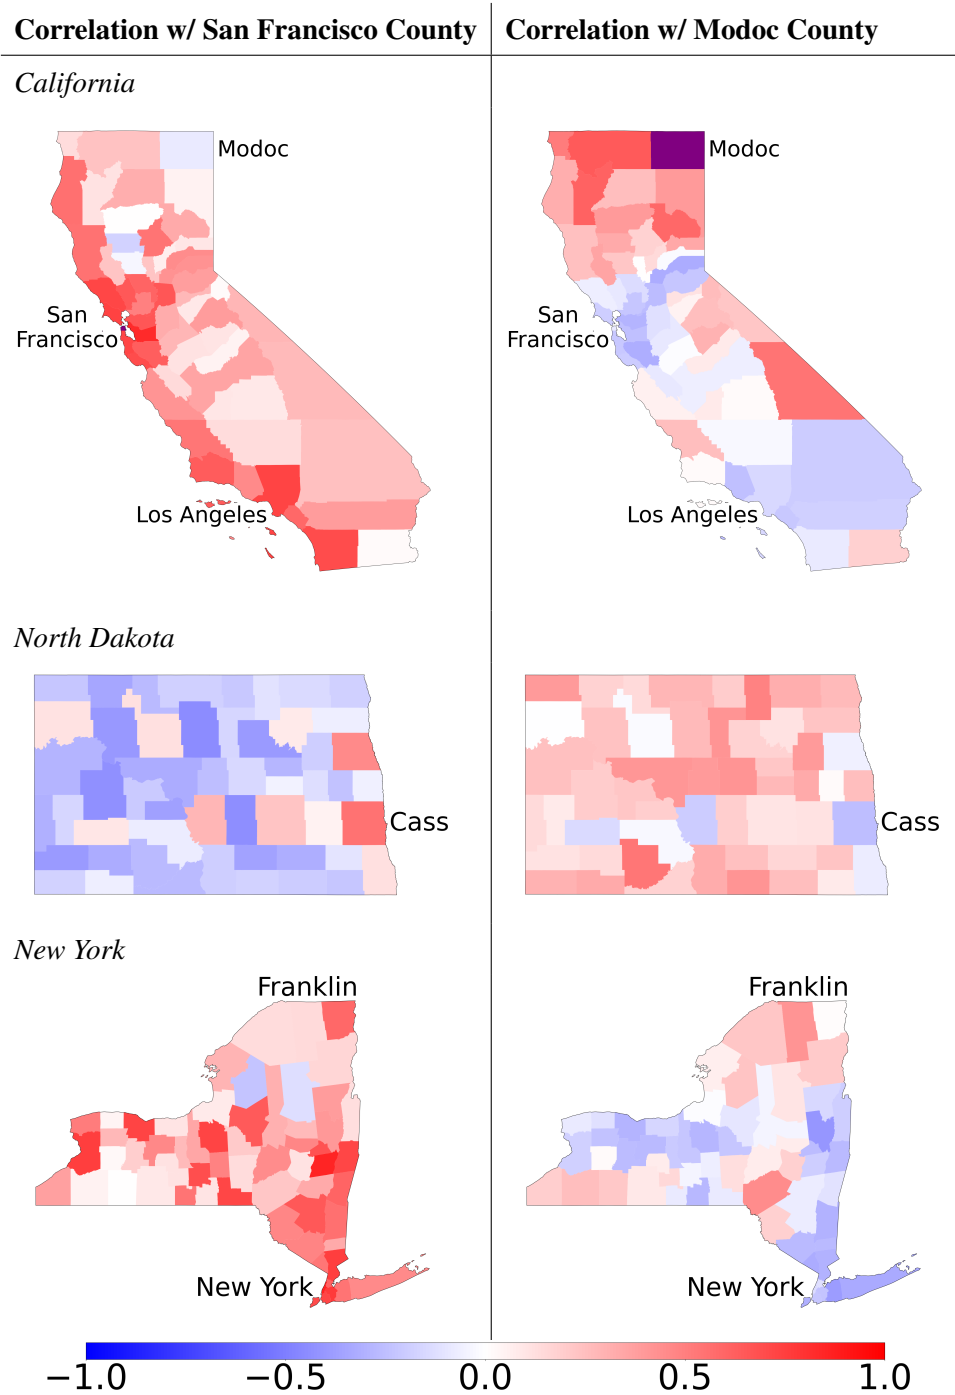 Correlation w/ San Francisco County Correlation w/ Modoc County
California
Modoc Modoc
San
Francisco
San
Francisco
Los Angeles Los Angeles
North Dakota
Cass Cass
New York
Franklin Franklin
New York New York
−1.0 −0.5 0.0 0.5 1.0